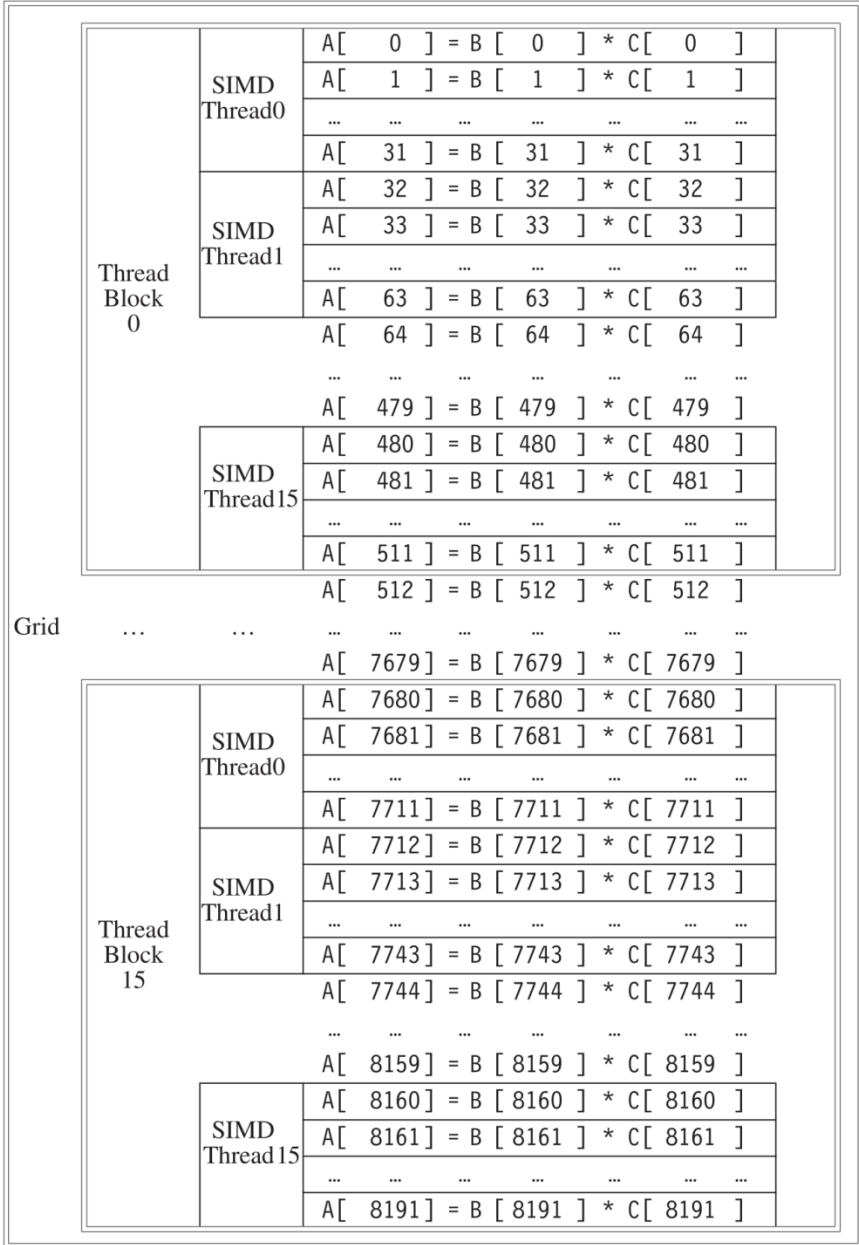 A[ 0 ] = B [ 0 ] * C[ 0 ]
SIMD Thread0
A[ 1 ] = B [ 1 ] * C[ 1 ]
… … … … … … …
A[ 31 ] = B [ 31 ] * C[ 31 ]
A[ 32 ] = B [ 32 ] * C[ 32 ]
SIMD Thread1
A[ 33 ] = B [ 33 ] * C[ 33 ]
… … … … … … …
Thread Block 0
A[ 63 ] = B [ 63 ] * C[ 63 ]
A[ 64 ] = B [ 64 ] * C[ 64 ]
… … … … … … …
A[ 479 ] = B [ 479 ] * C[ 479 ]
A[ 480 ] = B [ 480 ] * C[ 480 ]
SIMD Thread15
A[ 481 ] = B [ 481 ] * C[ 481 ]
… … … … … … …
A[ 511 ] = B [ 511 ] * C[ 511 ]
A[ 512 ] = B [ 512 ] * C[ 512 ]
Grid … … … … … … … … …
A[ 7679] = B [ 7679 ] * C[ 7679 ]
A[ 7680] = B [ 7680 ] * C[ 7680 ]
SIMD Thread0
A[ 7681] = B [ 7681 ] * C[ 7681 ]
… … … … … … …
A[ 7711] = B [ 7711 ] * C[ 7711 ]
A[ 7712] = B [ 7712 ] * C[ 7712 ]
SIMD Thread1
A[ 7713] = B [ 7713 ] * C[ 7713 ]
… … … … … … …
Thread Block 15
A[ 7743] = B [ 7743 ] * C[ 7743 ]
A[ 7744] = B [ 7744 ] * C[ 7744 ]
… … … … … … …
A[ 8159] = B [ 8159 ] * C[ 8159 ]
A[ 8160] = B [ 8160 ] * C[ 8160 ]
SIMD Thread15
A[ 8161] = B [ 8161 ] * C[ 8161 ]
… … … … … … …
A[ 8191] = B [ 8191 ] * C[ 8191 ]